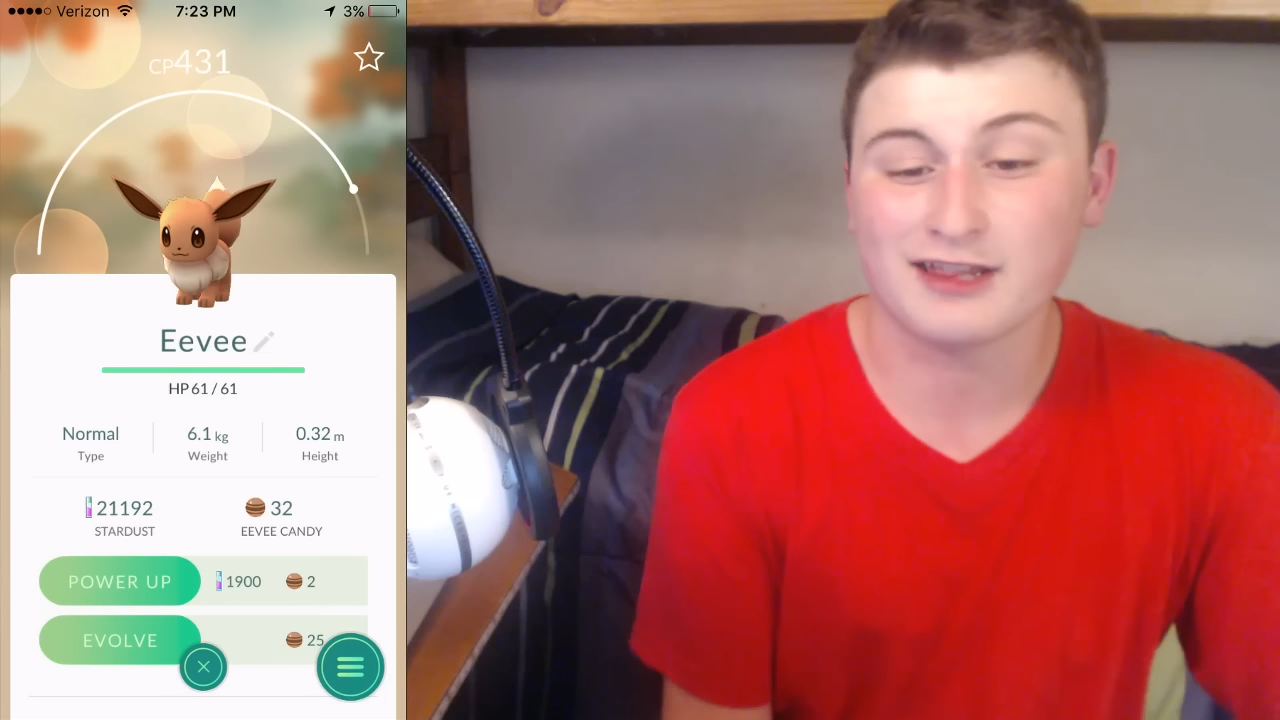 Verizon 7:23 PM 3%
CP431
Eevee
HP 61 / 61
Normal 6.1 kg 0.32 m
Type Weight Height
21192 32
STARDUST EEVEE CANDY
POWER UP 1900 2
EVOLVE 25